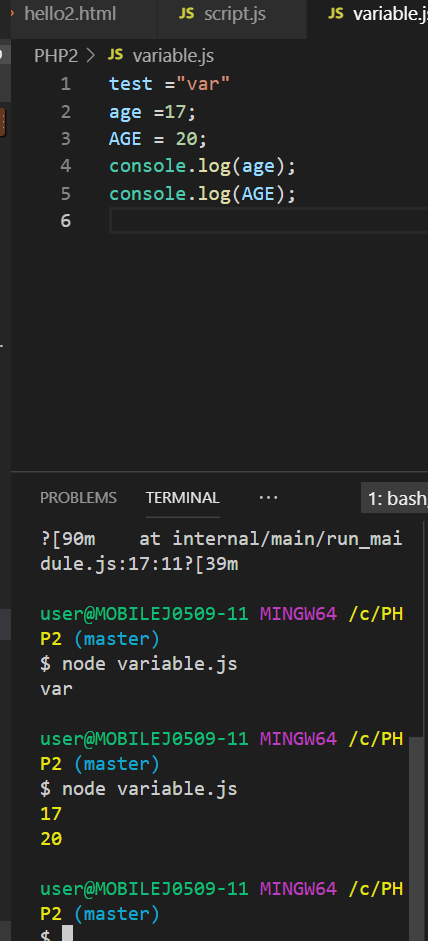 hello2.html JS script.js JS variable.js
PHP2 > JS variable.js
1 test ="var"
2 age =17;
3 AGE = 20;
4 console.log(age);
5 console.log(AGE);
6
PROBLEMS TERMINAL ··· 1: bash
?[90m    at internal/main/run_mai
dule.js:17:11?[39m
user@MOBILEJ0509-11 MINGW64 /c/PH
P2 (master)
$ node variable.js
var
user@MOBILEJ0509-11 MINGW64 /c/PH
P2 (master)
$ node variable.js
17
20
user@MOBILEJ0509-11 MINGW64 /c/PH
P2 (master)
$